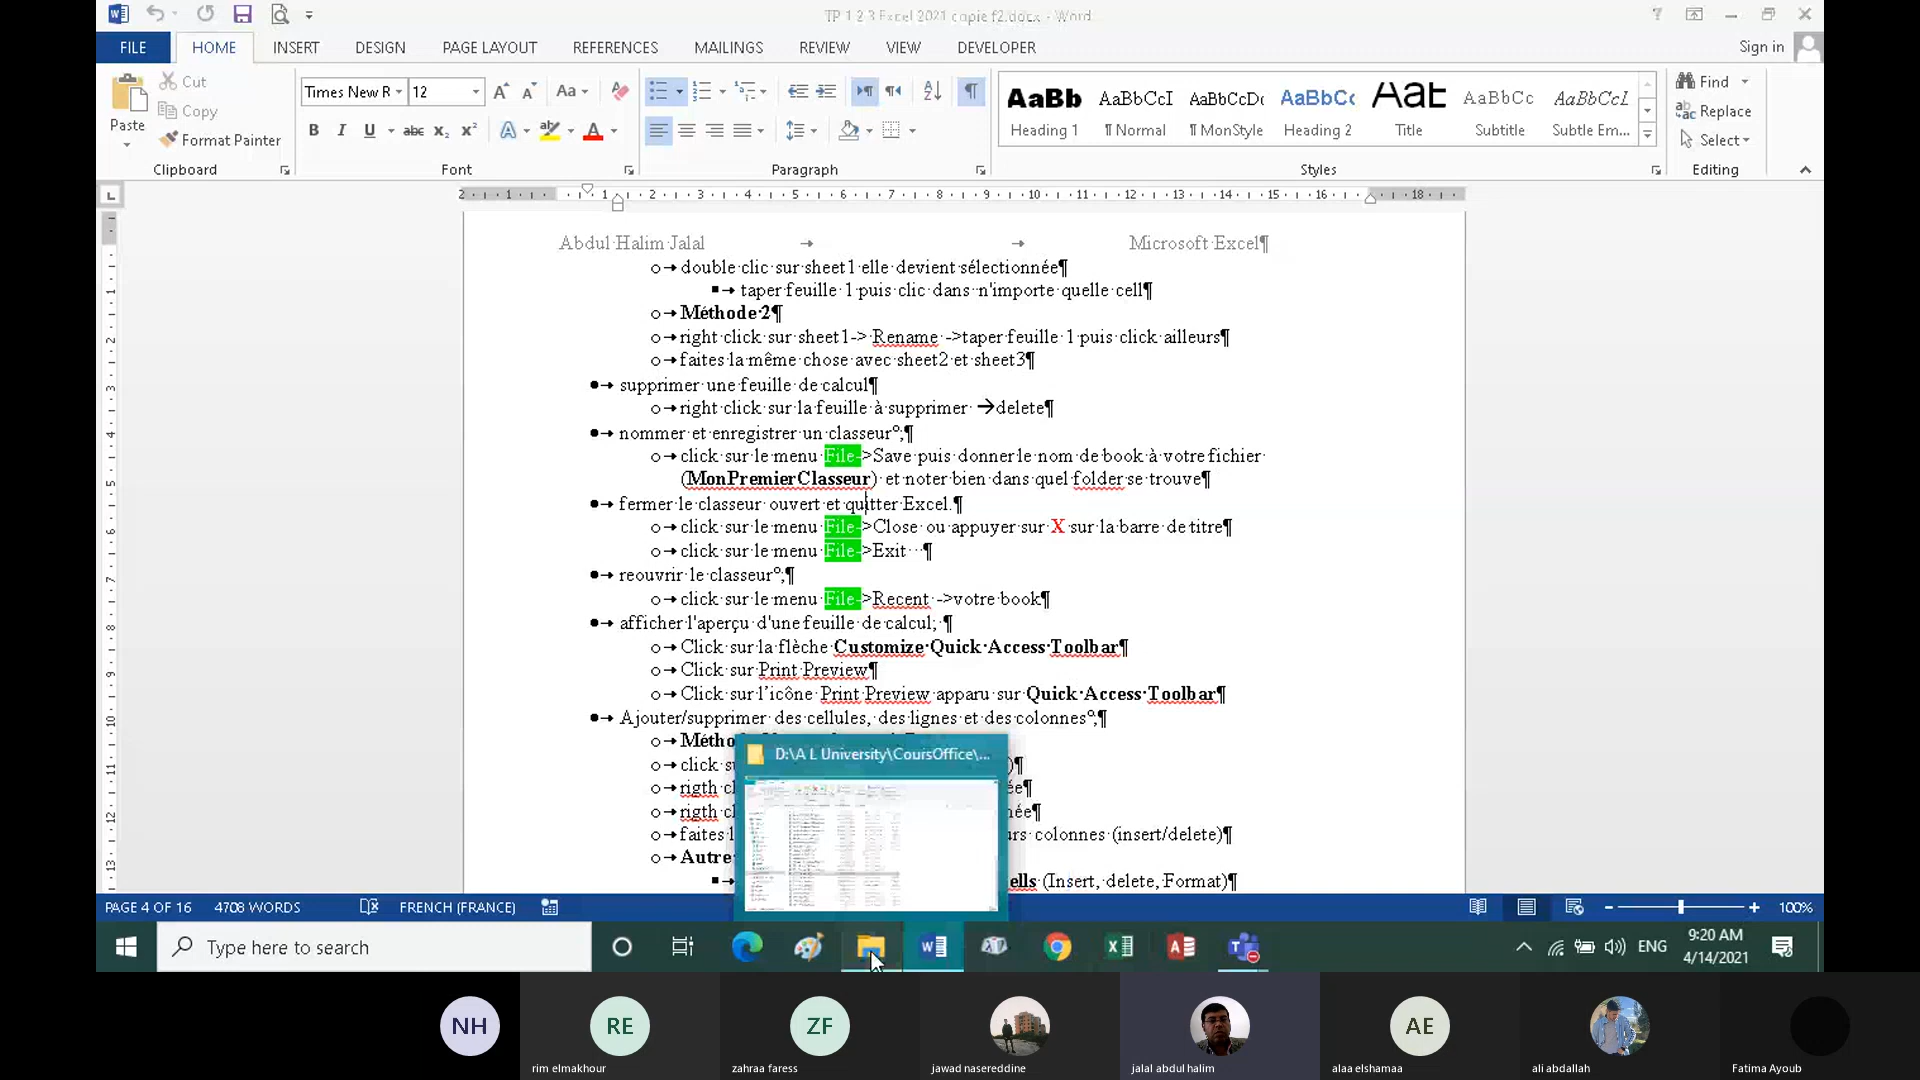 TP 1 2 3 Excel 2021 copie f2.docx - Word
FILE HOME INSERT DESIGN PAGE LAYOUT REFERENCES MAILINGS REVIEW VIEW DEVELOPER Sign in
Paste Cut
Copy
Format Painter
Times New R 12
AaBb AaBbCcI AaBbCcDc AaBbCc AaE AaBbCc AaBbCcL
Heading 1 ¶ Normal ¶ MonStyle Heading 2 Title Subtitle Subtle Em...
Find
Replace
Select
Clipboard Font Paragraph Styles Editing
Abdul Halim Jalal Microsoft Excel¶
double clic sur sheet1 elle devient sélectionnée¶
taper feuille 1 puis clic dans n'importe quelle cell¶
Méthode 2¶
right click sur sheet1-> Rename ->taper feuille 1 puis click ailleurs¶
faites la même chose avec sheet2 et sheet3¶
supprimer une feuille de calcul¶
right click sur la feuille à supprimer →delete¶
nommer et enregistrer un classeur°;¶
click sur le menu File->Save puis donner le nom de book à votre fichier
(MonPremierClasseur) et noter bien dans quel folder se trouve¶
fermer le classeur ouvert et quitter Excel.¶
click sur le menu File->Close ou appuyer sur X sur la barre de titre¶
click sur le menu File->Exit ¶
reouvrir le classeur°;¶
click sur le menu File->Recent ->votre book¶
afficher l'aperçu d'une feuille de calcul; ¶
Click sur la flèche Customize Quick Access Toolbar¶
Click sur Print Preview¶
Click sur l’icône Print Preview apparu sur Quick Access Toolbar¶
Ajouter/supprimer des cellules, des lignes et des colonnes°;¶
D:\A L University\CoursOffice\...
click
rigth
rigth
faites colonnes (insert/delete)¶
Autre
(Insert, delete, Format)¶
PAGE 4 OF 16 4708 WORDS FRENCH (FRANCE) 100%
Type here to search ENG 9:20 AM
4/14/2021
NH RE ZF AE
rim elmakhour zahraa faress jawad nasereddine jalal abdul halim alaa elshamaa ali abdallah Fatima Ayoub